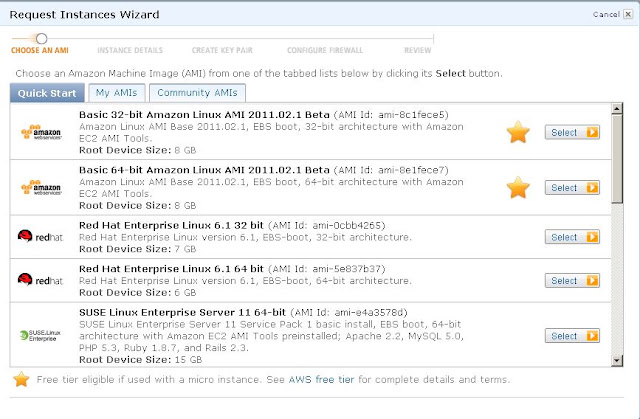 Request Instances Wizard
Cancel
CHOOSE AN AMI INSTANCE DETAILS CREATE KEY PAIR CONFIGURE FIREWALL REVIEW
Choose an Amazon Machine Image (AMI) from one of the tabbed lists below by clicking its Select button.
Quick Start My AMIs Community AMIs
amazon
webservices
Basic 32-bit Amazon Linux AMI 2011.02.1 Beta (AMI Id: ami-8c1fece5)
Amazon Linux AMI Base 2011.02.1, EBS boot, 32-bit architecture with Amazon
EC2 AMI Tools.
Root Device Size: 8 GB
Select
amazon
webservices
Basic 64-bit Amazon Linux AMI 2011.02.1 Beta (AMI Id: ami-8e1fece7)
Amazon Linux AMI Base 2011.02.1, EBS boot, 64-bit architecture with Amazon
EC2 AMI Tools.
Root Device Size: 8 GB
Select
redhat
Red Hat Enterprise Linux 6.1 32 bit (AMI Id: ami-0cbb4265)
Red Hat Enterprise Linux version 6.1, EBS-boot, 32-bit architecture.
Root Device Size: 7 GB
Select
redhat
Red Hat Enterprise Linux 6.1 64 bit (AMI Id: ami-5e837b37)
Red Hat Enterprise Linux version 6.1, EBS-boot, 64-bit architecture.
Root Device Size: 6 GB
Select
SUSE Linux
Enterprise
SUSE Linux Enterprise Server 11 64-bit (AMI Id: ami-e4a3578d)
SUSE Linux Enterprise Server 11 Service Pack 1 basic install, EBS boot, 64-bit
architecture with Amazon EC2 AMI Tools preinstalled; Apache 2.2, MySQL 5.0,
PHP 5.3, Ruby 1.8.7, and Rails 2.3.
Root Device Size: 15 GB
Select
Free tier eligible if used with a micro instance. See AWS free tier for complete details and terms.